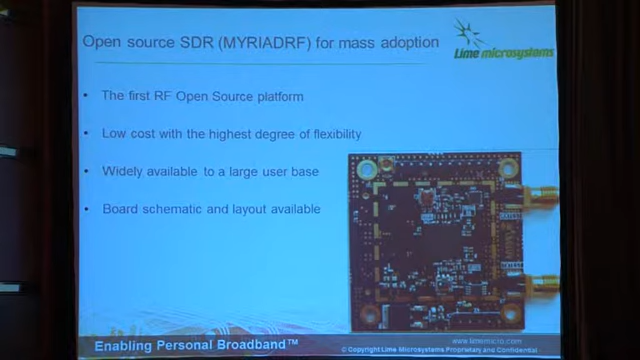 Open source SDR (MYRIADRF) for mass adoption
Lime microsystems
• The first RF Open Source platform
• Low cost with the highest degree of flexibility
• Widely available to a large user base
• Board schematic and layout available
www.limemicro.com
Enabling Personal Broadband™
© Copyright Lime Microsystems Proprietary and Confidential